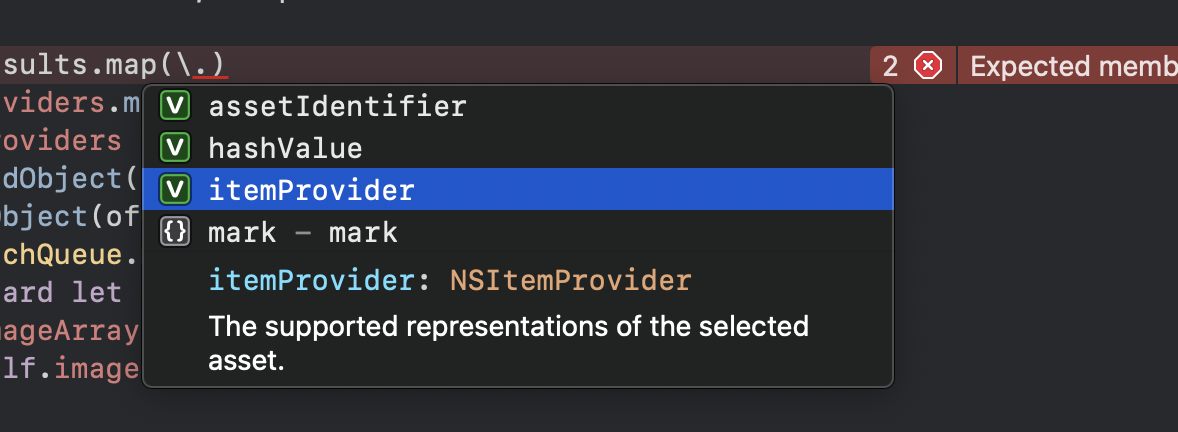 sults.map(\.)
2 Expected memb
viders.m
roviders
dObject(
bject(of
chQueue.
ard let
ageArray
lf.image
V assetIdentifier
V hashValue
V itemProvider
{} mark – mark
itemProvider: NSItemProvider
The supported representations of the selected
asset.